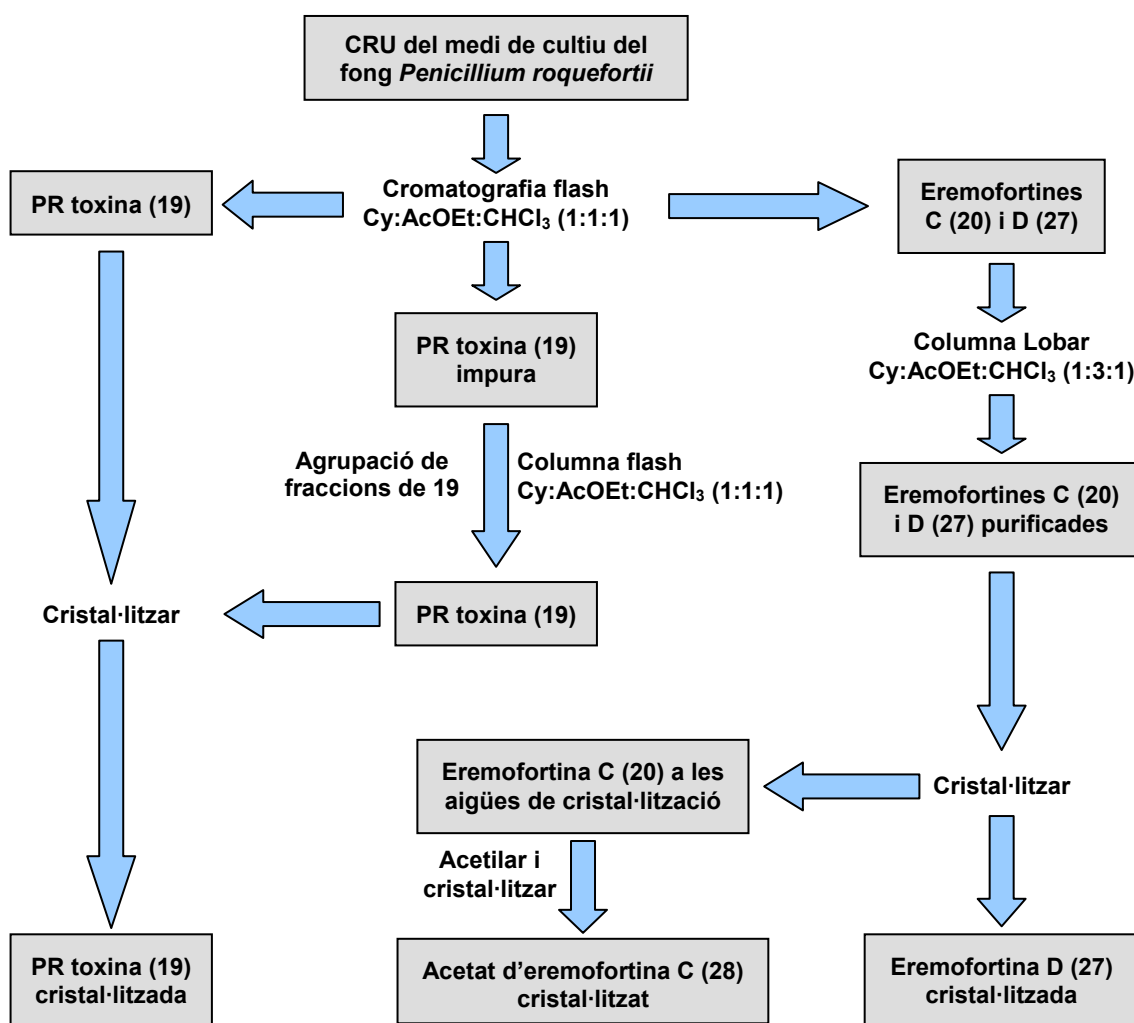 CRU del medi de cultiu del
fong Penicillium roquefortii
PR toxina (19)
Cromatografia flash
Cy:AcOEt:CHCl₃ (1:1:1)
Eremofortines
C (20) i D (27)
PR toxina (19)
impura
Columna Lobar
Cy:AcOEt:CHCl₃ (1:3:1)
Agrupació de
fraccions de 19
Columna flash
Cy:AcOEt:CHCl₃ (1:1:1)
Eremofortines C (20)
i D (27) purificades
Cristal·litzar
PR toxina (19)
Eremofortina C (20) a les
aigües de cristal·lització
Cristal·litzar
Acetilar i
cristal·litzar
PR toxina (19)
cristal·litzada
Acetat d’eremofortina C (28)
cristal·litzat
Eremofortina D (27)
cristal·litzada